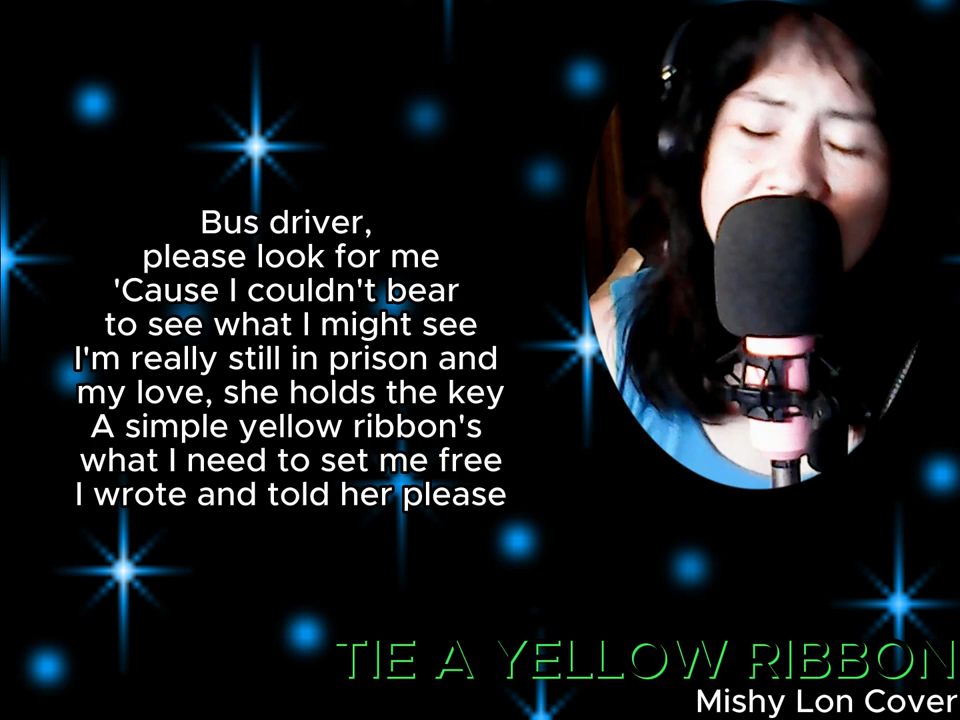 Bus driver,
please look for me
'Cause I couldn't bear
to see what I might see
I'm really still in prison and
my love, she holds the key
A simple yellow ribbon's
what I need to set me free
I wrote and told her please
TIE A YELLOW RIBBON
Mishy Lon Cover